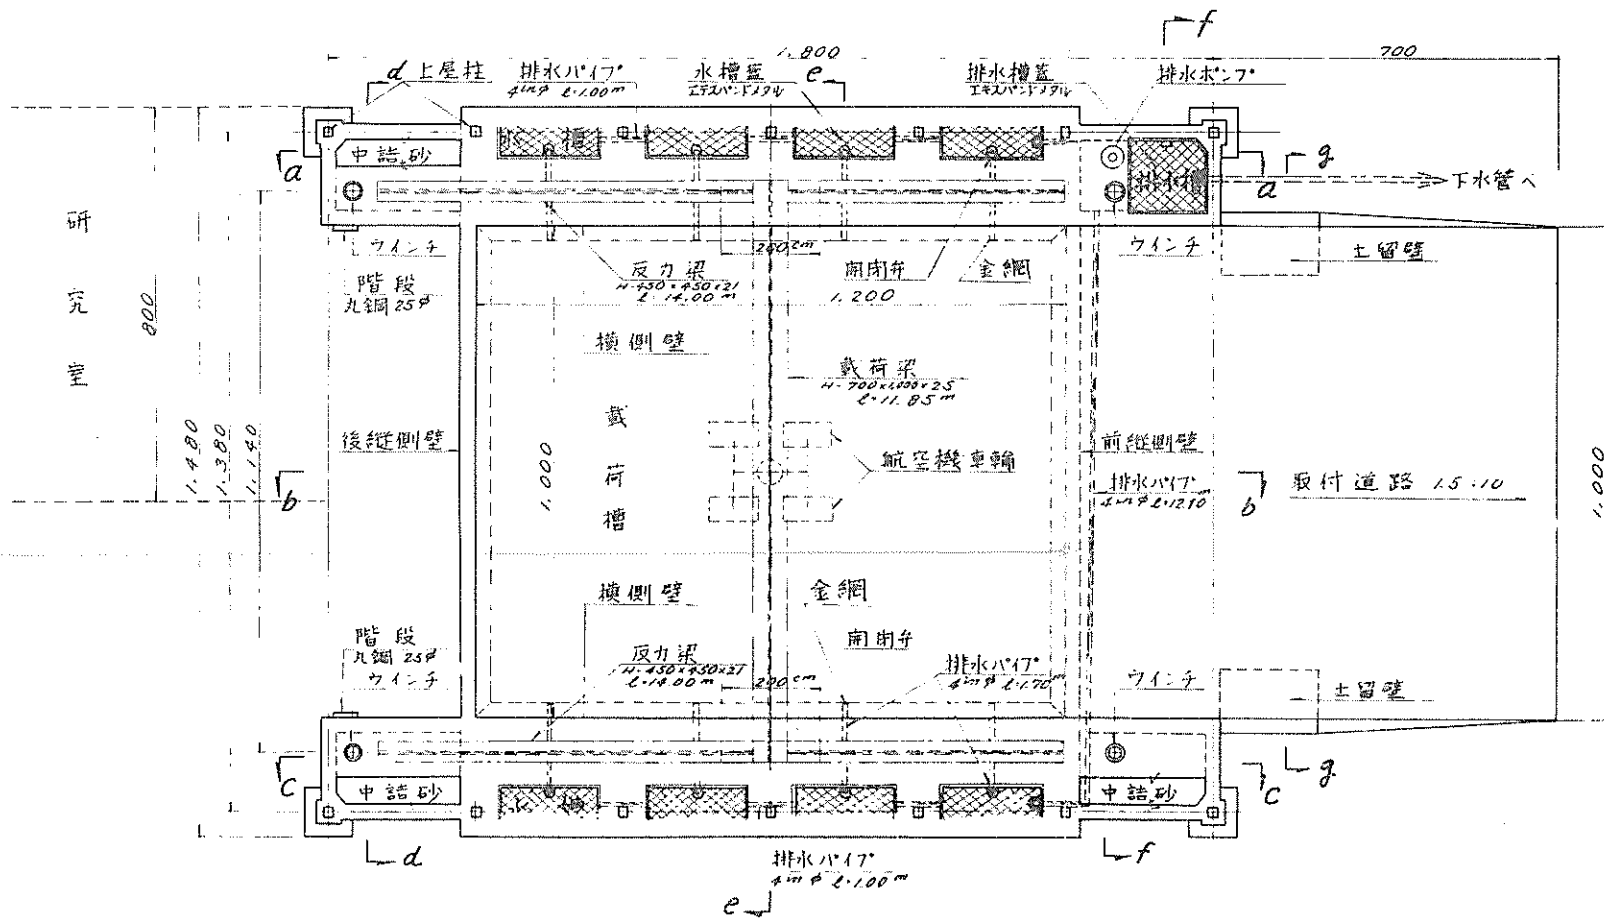 f
1.800
700
d 上屋柱
排水パイプ
4inφ l=1.00m
水槽蓋
エキスパンドメタル
e
排水槽蓋
エキスパンドメタル
排水ポンプ
中詰砂
水槽
a
排水槽
a
g
下水管へ
研究室
ウインチ
200cm
ウインチ
土留壁
階段
丸鋼 25φ
反力梁
H-450×450×21
l=14.00m
開閉弁
金網
1.200
800
横側壁
載荷梁
H-700×1,000×25
l=11.85m
載荷槽
1.480
1.380
1.140
後縦側壁
1.000
航空機車輪
前縦側壁
排水パイプ
4inφ l=12.70
b
b
取付道路 1.5:10
1.000
横側壁
金網
階段
丸鋼 25φ
ウインチ
反力梁
H-450×450×21
l=14.00m
200cm
開閉弁
排水パイプ
4inφ l=1.70m
ウインチ
土留壁
g
c
中詰砂
水槽
中詰砂
c
d
排水パイプ
4inφ l=1.00m
f
e